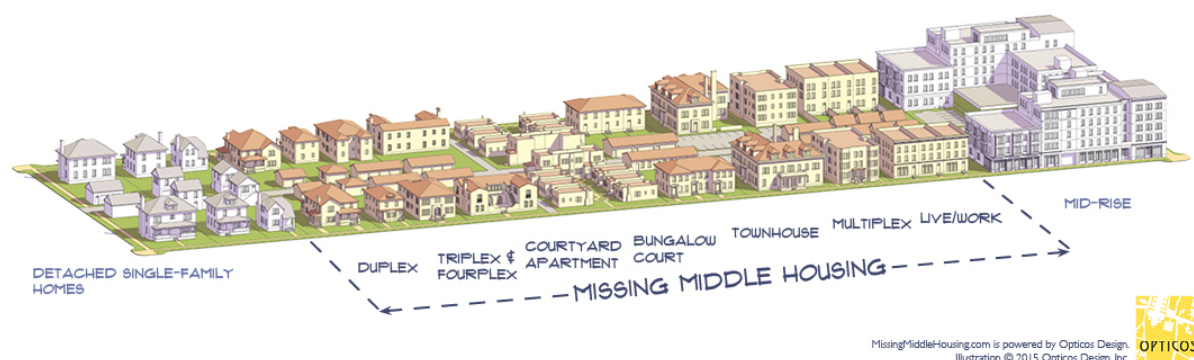 DETACHED SINGLE-FAMILY
HOMES
DUPLEX
TRIPLEX &
FOURPLEX
COURTYARD
APARTMENT
BUNGALOW
COURT
TOWNHOUSE
MULTIPLEX
LIVE/WORK
MID-RISE
MISSING MIDDLE HOUSING
MissingMiddleHousing.com is powered by Opticos Design.
Illustration © 2015 Opticos Design, Inc.
OPTICOS